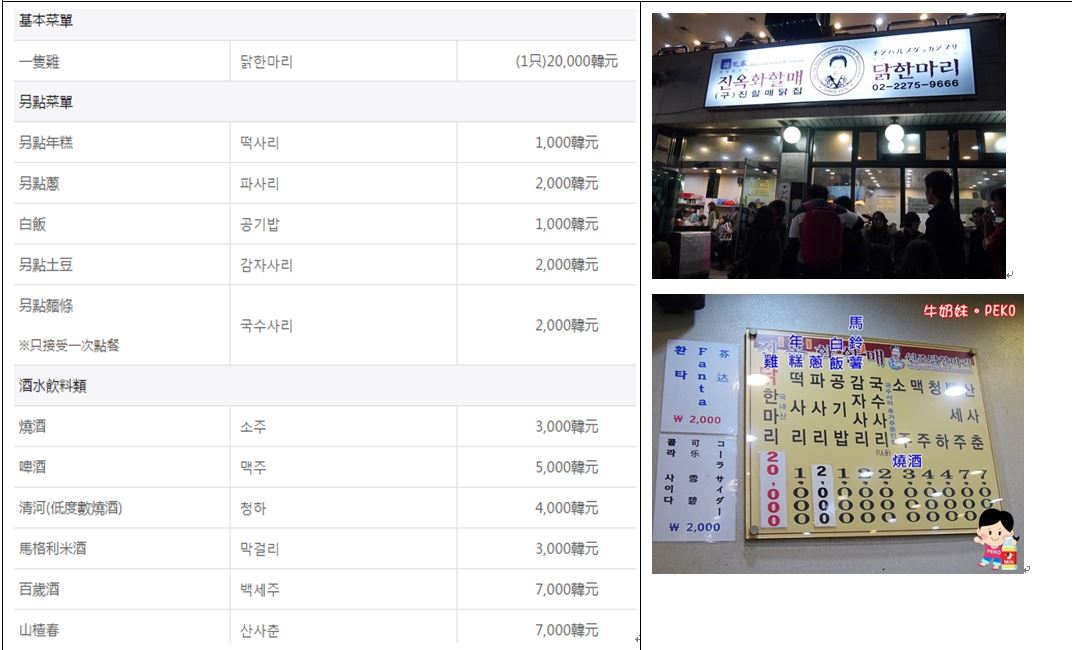 基本菜單
一隻雞 닭한마리 (1只)20,000韓元
另點菜單
另點年糕 떡사리 1,000韓元
另點蔥 파사리 2,000韓元
白飯 공기밥 1,000韓元
另點土豆 감자사리 2,000韓元
另點麵條
※只接受一次點餐
국수사리 2,000韓元
酒水飲料類
燒酒 소주 3,000韓元
啤酒 맥주 5,000韓元
清河(低度數燒酒) 청하 4,000韓元
馬格利米酒 막걸리 3,000韓元
百歲酒 백세주 7,000韓元
山楂春 산사춘 7,000韓元
진옥화할매
(구)진할매닭집
チンハルメダッカンマリ
닭한마리
02-2275-9666
牛奶妹・PEKO
환타
Fanta
芬达
₩ 2,000
콜라 사이다
可乐 雪碧
コーラ サイダー
₩ 2,000
원조닭한마리
雞
年糕
蔥
白飯
馬鈴薯
燒酒
닭한마리 20,000
국내산
떡사리 1,000
파사리 2,000
공기밥 1,000
감자사리 2,000
국수사리 2,000
소주 3,000
맥주 4,000
청하 4,000
백세주 7,000
산사춘 7,000
PEKO